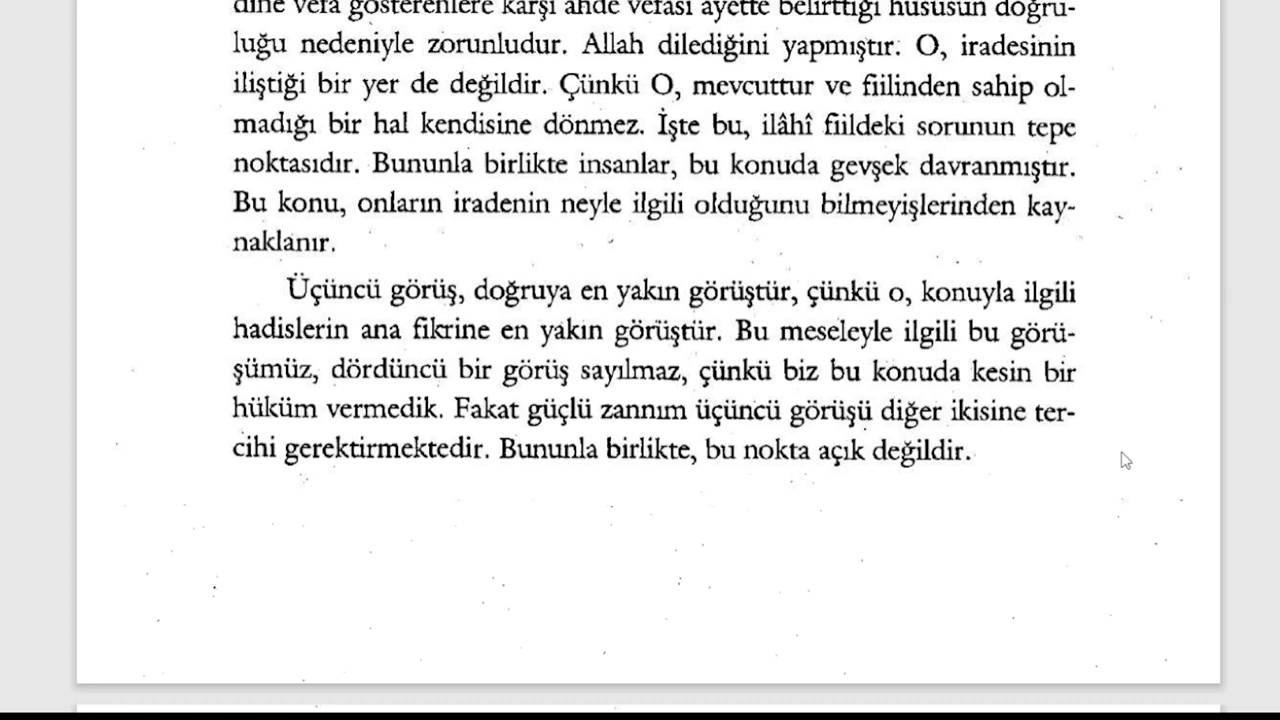 dine vefa gösterenlere karşı ahde vefası ayette belirttiği hususun doğru-
luğu nedeniyle zorunludur. Allah dilediğini yapmıştır. O, iradesinin
iliştiği bir yer de değildir. Çünkü O, mevcuttur ve fiilinden sahip ol-
madığı bir hal kendisine dönmez. İşte bu, ilâhî fiildeki sorunun tepe
noktasıdır. Bununla birlikte insanlar, bu konuda gevşek davranmıştır.
Bu konu, onların iradenin neyle ilgili olduğunu bilmeyişlerinden kay-
naklanır.
Üçüncü görüş, doğruya en yakın görüştür, çünkü o, konuyla ilgili
hadislerin ana fikrine en yakın görüştür. Bu meseleyle ilgili bu görü-
şümüz, dördüncü bir görüş sayılmaz, çünkü biz bu konuda kesin bir
hüküm vermedik. Fakat güçlü zannım üçüncü görüşü diğer ikisine ter-
cihi gerektirmektedir. Bununla birlikte, bu nokta açık değildir.